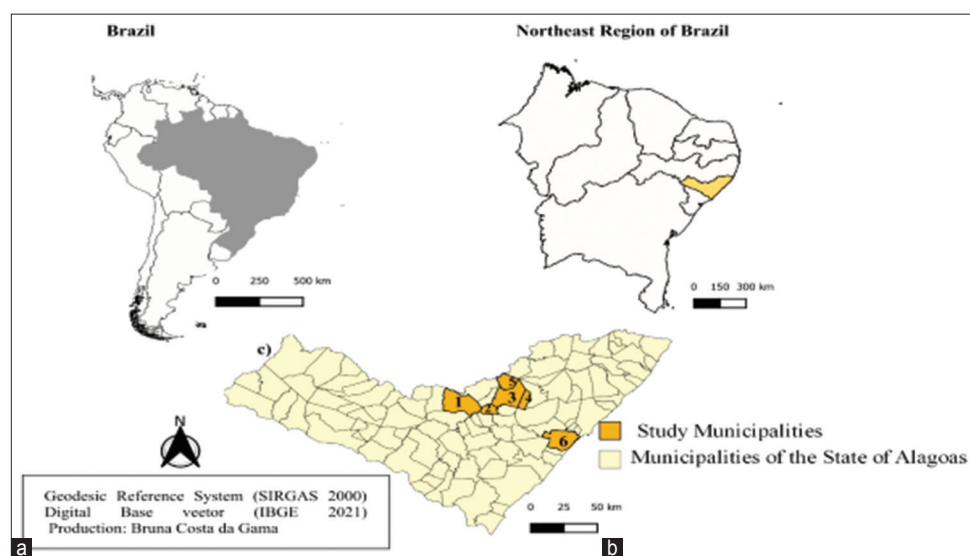 Brazil
Northeast Region of Brazil
0 250 500 km
0 150 300 km
c)
5
1 3 4
2
6
N
Study Municipalities
Municipalities of the State of Alagoas
Geodesic Reference System (SIRGAS 2000)
Digital Base veetor (IBGE 2021)
Production: Bruna Costa da Gama
0 25 50 km
a
b